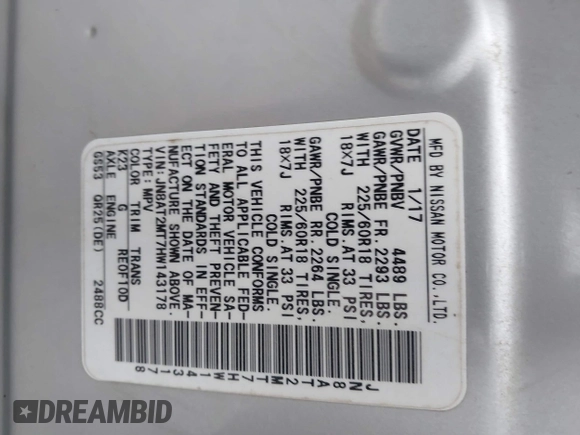 MFD BY NISSAN MOTOR CO.,LTD.
DATE 1/17
GVWR/PNBV 4489 LBS.
GAWR/PNBE FR.2293 LBS.
WITH 225/60R18 TIRES,
18X7J RIMS.AT 33 PSI
COLD SINGLE.
GAWR/PNBE RR.2264 LBS.
WITH 225/60R18 TIRES,
18X7J RIMS.AT 33 PSI
COLD SINGLE.
THIS VEHICLE CONFORMS
TO ALL APPLICABLE FED-
ERAL MOTOR VEHICLE SA-
FETY AND THEFT PREVEN-
TION STANDARDS IN EFF-
ECT ON THE DATE OF MA-
NUFACTURE SHOWN ABOVE.
VIN:JN8AT2MT7HW143178
TYPE:MPV
COLOR TRIM TRANS
K23 G RE0F10D
AXLE ENGINE
GS53 QR25(DE) 2488CC
JN8AT2MT7HW143178
DREAMBID